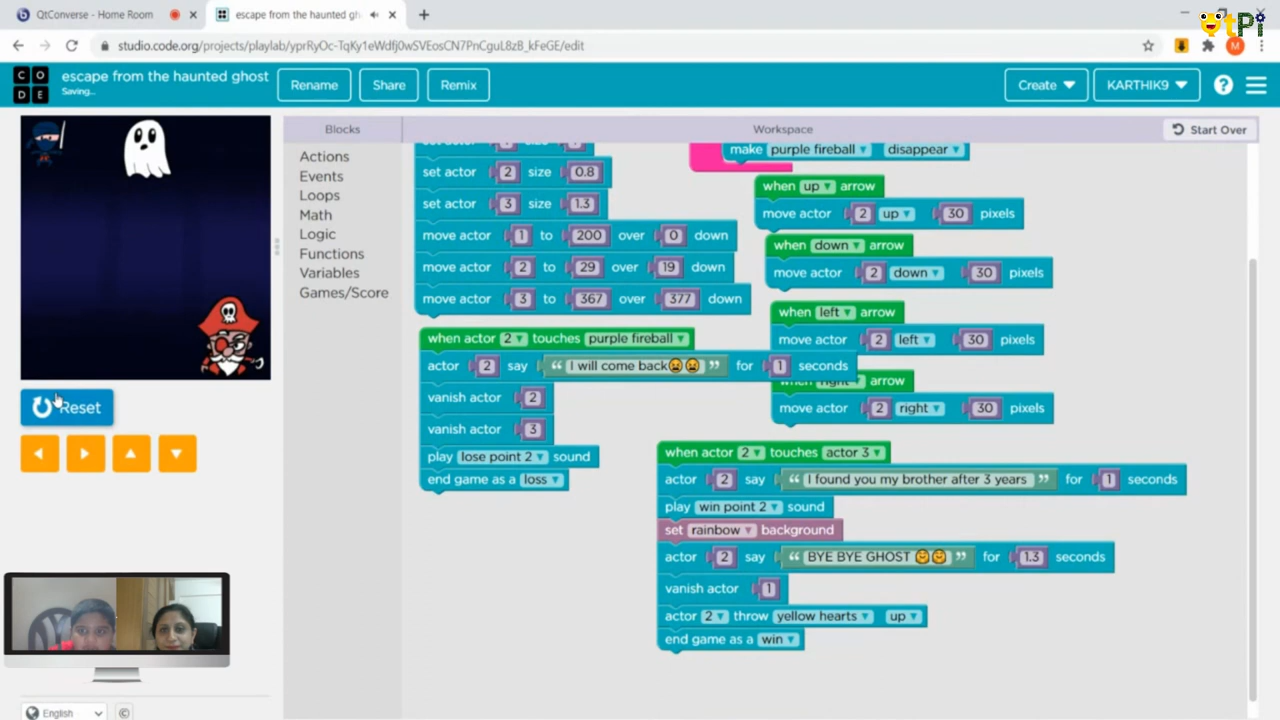 QtConverse - Home Room
escape from the haunted gh
QtPi
studio.code.org/projects/playlab/yprRyOc-TqKy1eWdfj0wSVEosCN7PnCguL8zB_kFeGE/edit
M
C O
D E
escape from the haunted ghost
Saving...
Rename
Share
Remix
Create
KARTHIK9
?
Blocks
Workspace
Start Over
Actions
Events
Loops
Math
Logic
Functions
Variables
Games/Score
set actor 2 size 0.8
set actor 3 size 1.3
move actor 1 to 200 over 0 down
move actor 2 to 29 over 19 down
move actor 3 to 367 over 377 down
when actor 2 touches purple fireball
actor 2 say “ I will come back😫😫 ” for 1 seconds
vanish actor 2
vanish actor 3
play lose point 2 sound
end game as a loss
make purple fireball disappear
when up arrow
move actor 2 up 30 pixels
when down arrow
move actor 2 down 30 pixels
when left arrow
move actor 2 left 30 pixels
when right arrow
move actor 2 right 30 pixels
when actor 2 touches actor 3
actor 2 say “ I found you my brother after 3 years ” for 1 seconds
play win point 2 sound
set rainbow background
actor 2 say “ BYE BYE GHOST 😊😊 ” for 1.3 seconds
vanish actor 1
actor 2 throw yellow hearts up
end game as a win
Reset
English
©